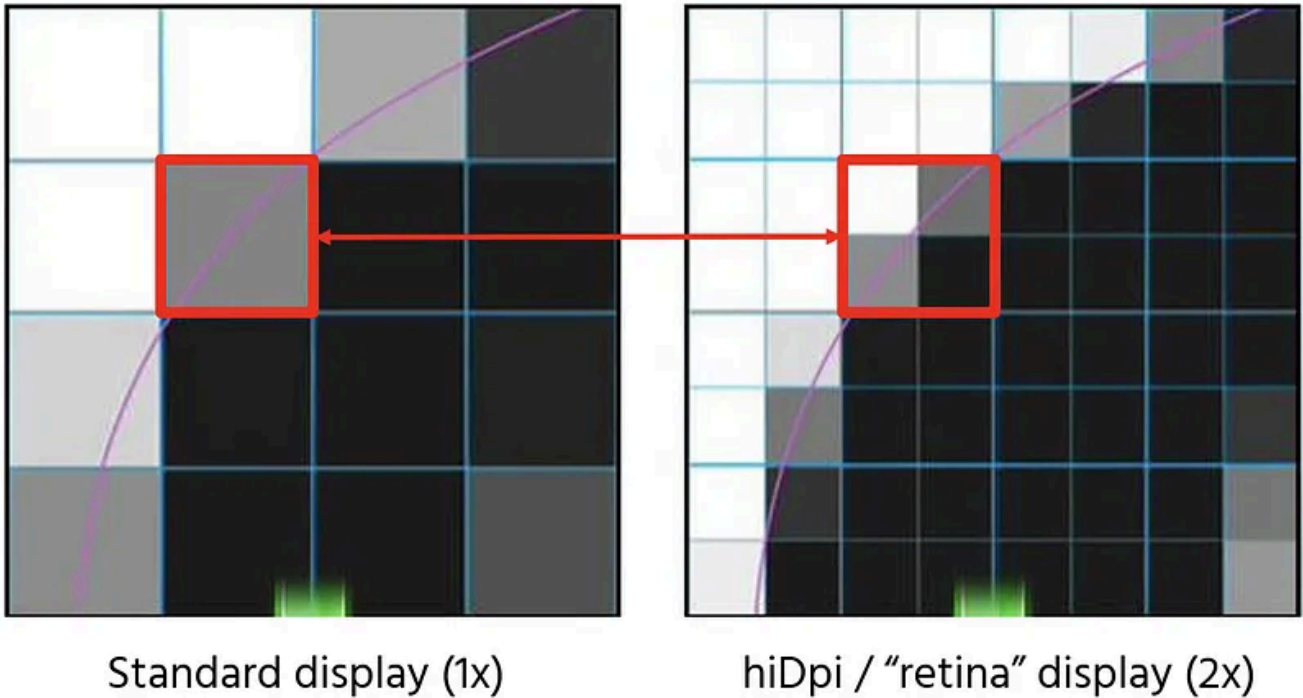 Standard display (1x)
hiDpi / “retina” display (2x)